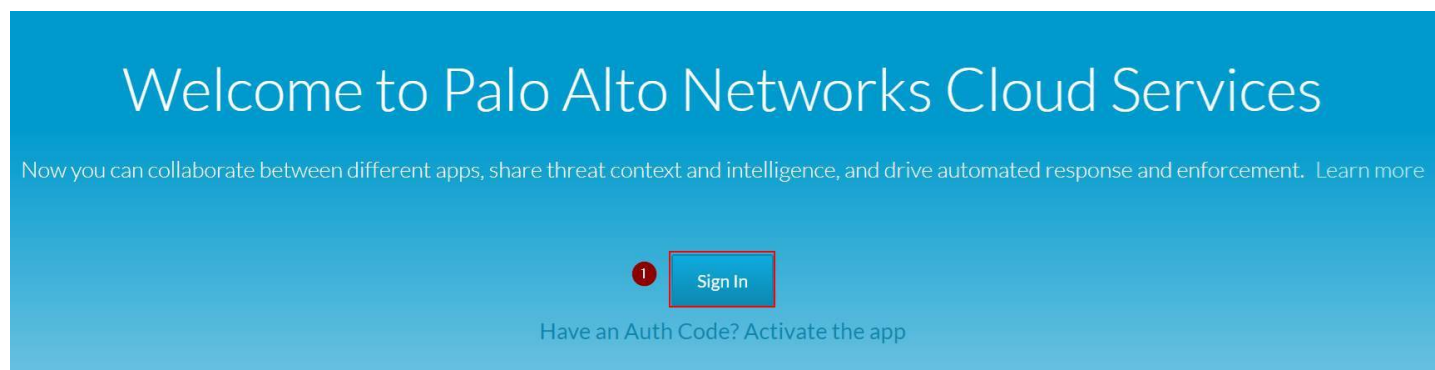 Welcome to Palo Alto Networks Cloud Services
Now you can collaborate between different apps, share threat context and intelligence, and drive automated response and enforcement. Learn more
1 Sign In
Have an Auth Code? Activate the app